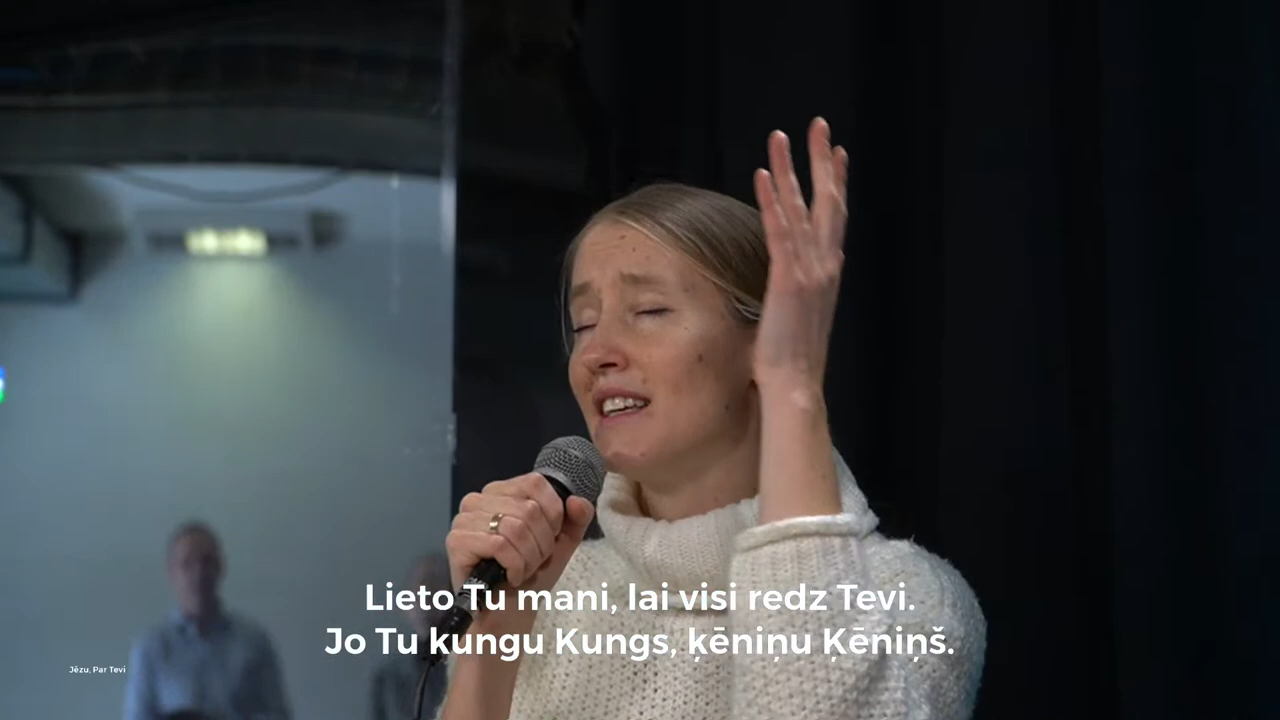 Lieto Tu mani, lai visi redz Tevi.
Jo Tu kungu Kungs, ķēniņu Ķēniņš.
Jēzu, Par Tevi